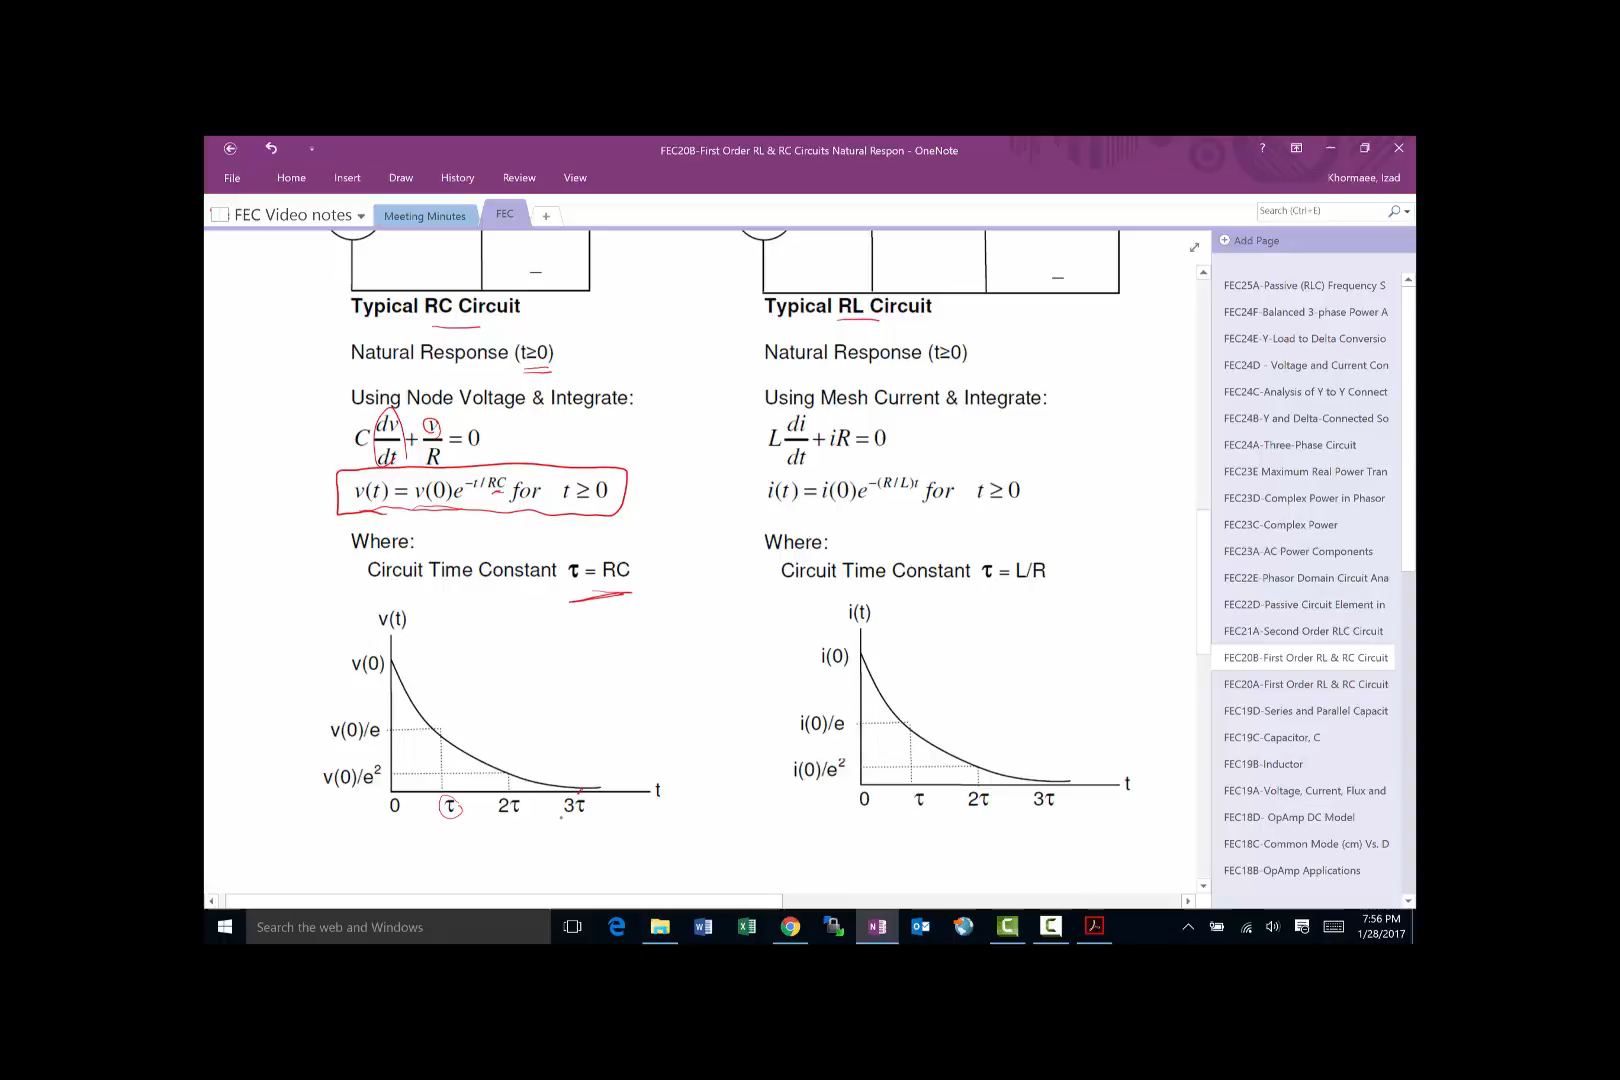 FEC20B-First Order RL & RC Circuits Natural Respon - OneNote
?
File Home Insert Draw History Review View
Khormaee, Izad
FEC Video notes Meeting Minutes FEC +
Search (Ctrl+E)
Add Page
FEC25A-Passive (RLC) Frequency S
FEC24F-Balanced 3-phase Power A
FEC24E-Y-Load to Delta Conversio
FEC24D - Voltage and Current Con
FEC24C-Analysis of Y to Y Connect
FEC24B-Y and Delta-Connected So
FEC24A-Three-Phase Circuit
FEC23E Maximum Real Power Tran
FEC23D-Complex Power in Phasor
FEC23C-Complex Power
FEC23A-AC Power Components
FEC22E-Phasor Domain Circuit Ana
FEC22D-Passive Circuit Element in
FEC21A-Second Order RLC Circuit
FEC20B-First Order RL & RC Circuit
FEC20A-First Order RL & RC Circuit
FEC19D-Series and Parallel Capacit
FEC19C-Capacitor, C
FEC19B-Inductor
FEC19A-Voltage, Current, Flux and
FEC18D- OpAmp DC Model
FEC18C-Common Mode (cm) Vs. D
FEC18B-OpAmp Applications
–
Typical RC Circuit
Natural Response (t≥0)
Using Node Voltage & Integrate:
C dv/dt + v/R = 0
v(t) = v(0)e^(−t/RC) for t ≥ 0
Where:
Circuit Time Constant τ = RC
v(t)
v(0)
v(0)/e
v(0)/e²
0 τ 2τ 3τ
t
–
Typical RL Circuit
Natural Response (t≥0)
Using Mesh Current & Integrate:
L di/dt + iR = 0
i(t) = i(0)e^(−(R/L)t) for t ≥ 0
Where:
Circuit Time Constant τ = L/R
i(t)
i(0)
i(0)/e
i(0)/e²
0 τ 2τ 3τ
t
Search the web and Windows
7:56 PM
1/28/2017